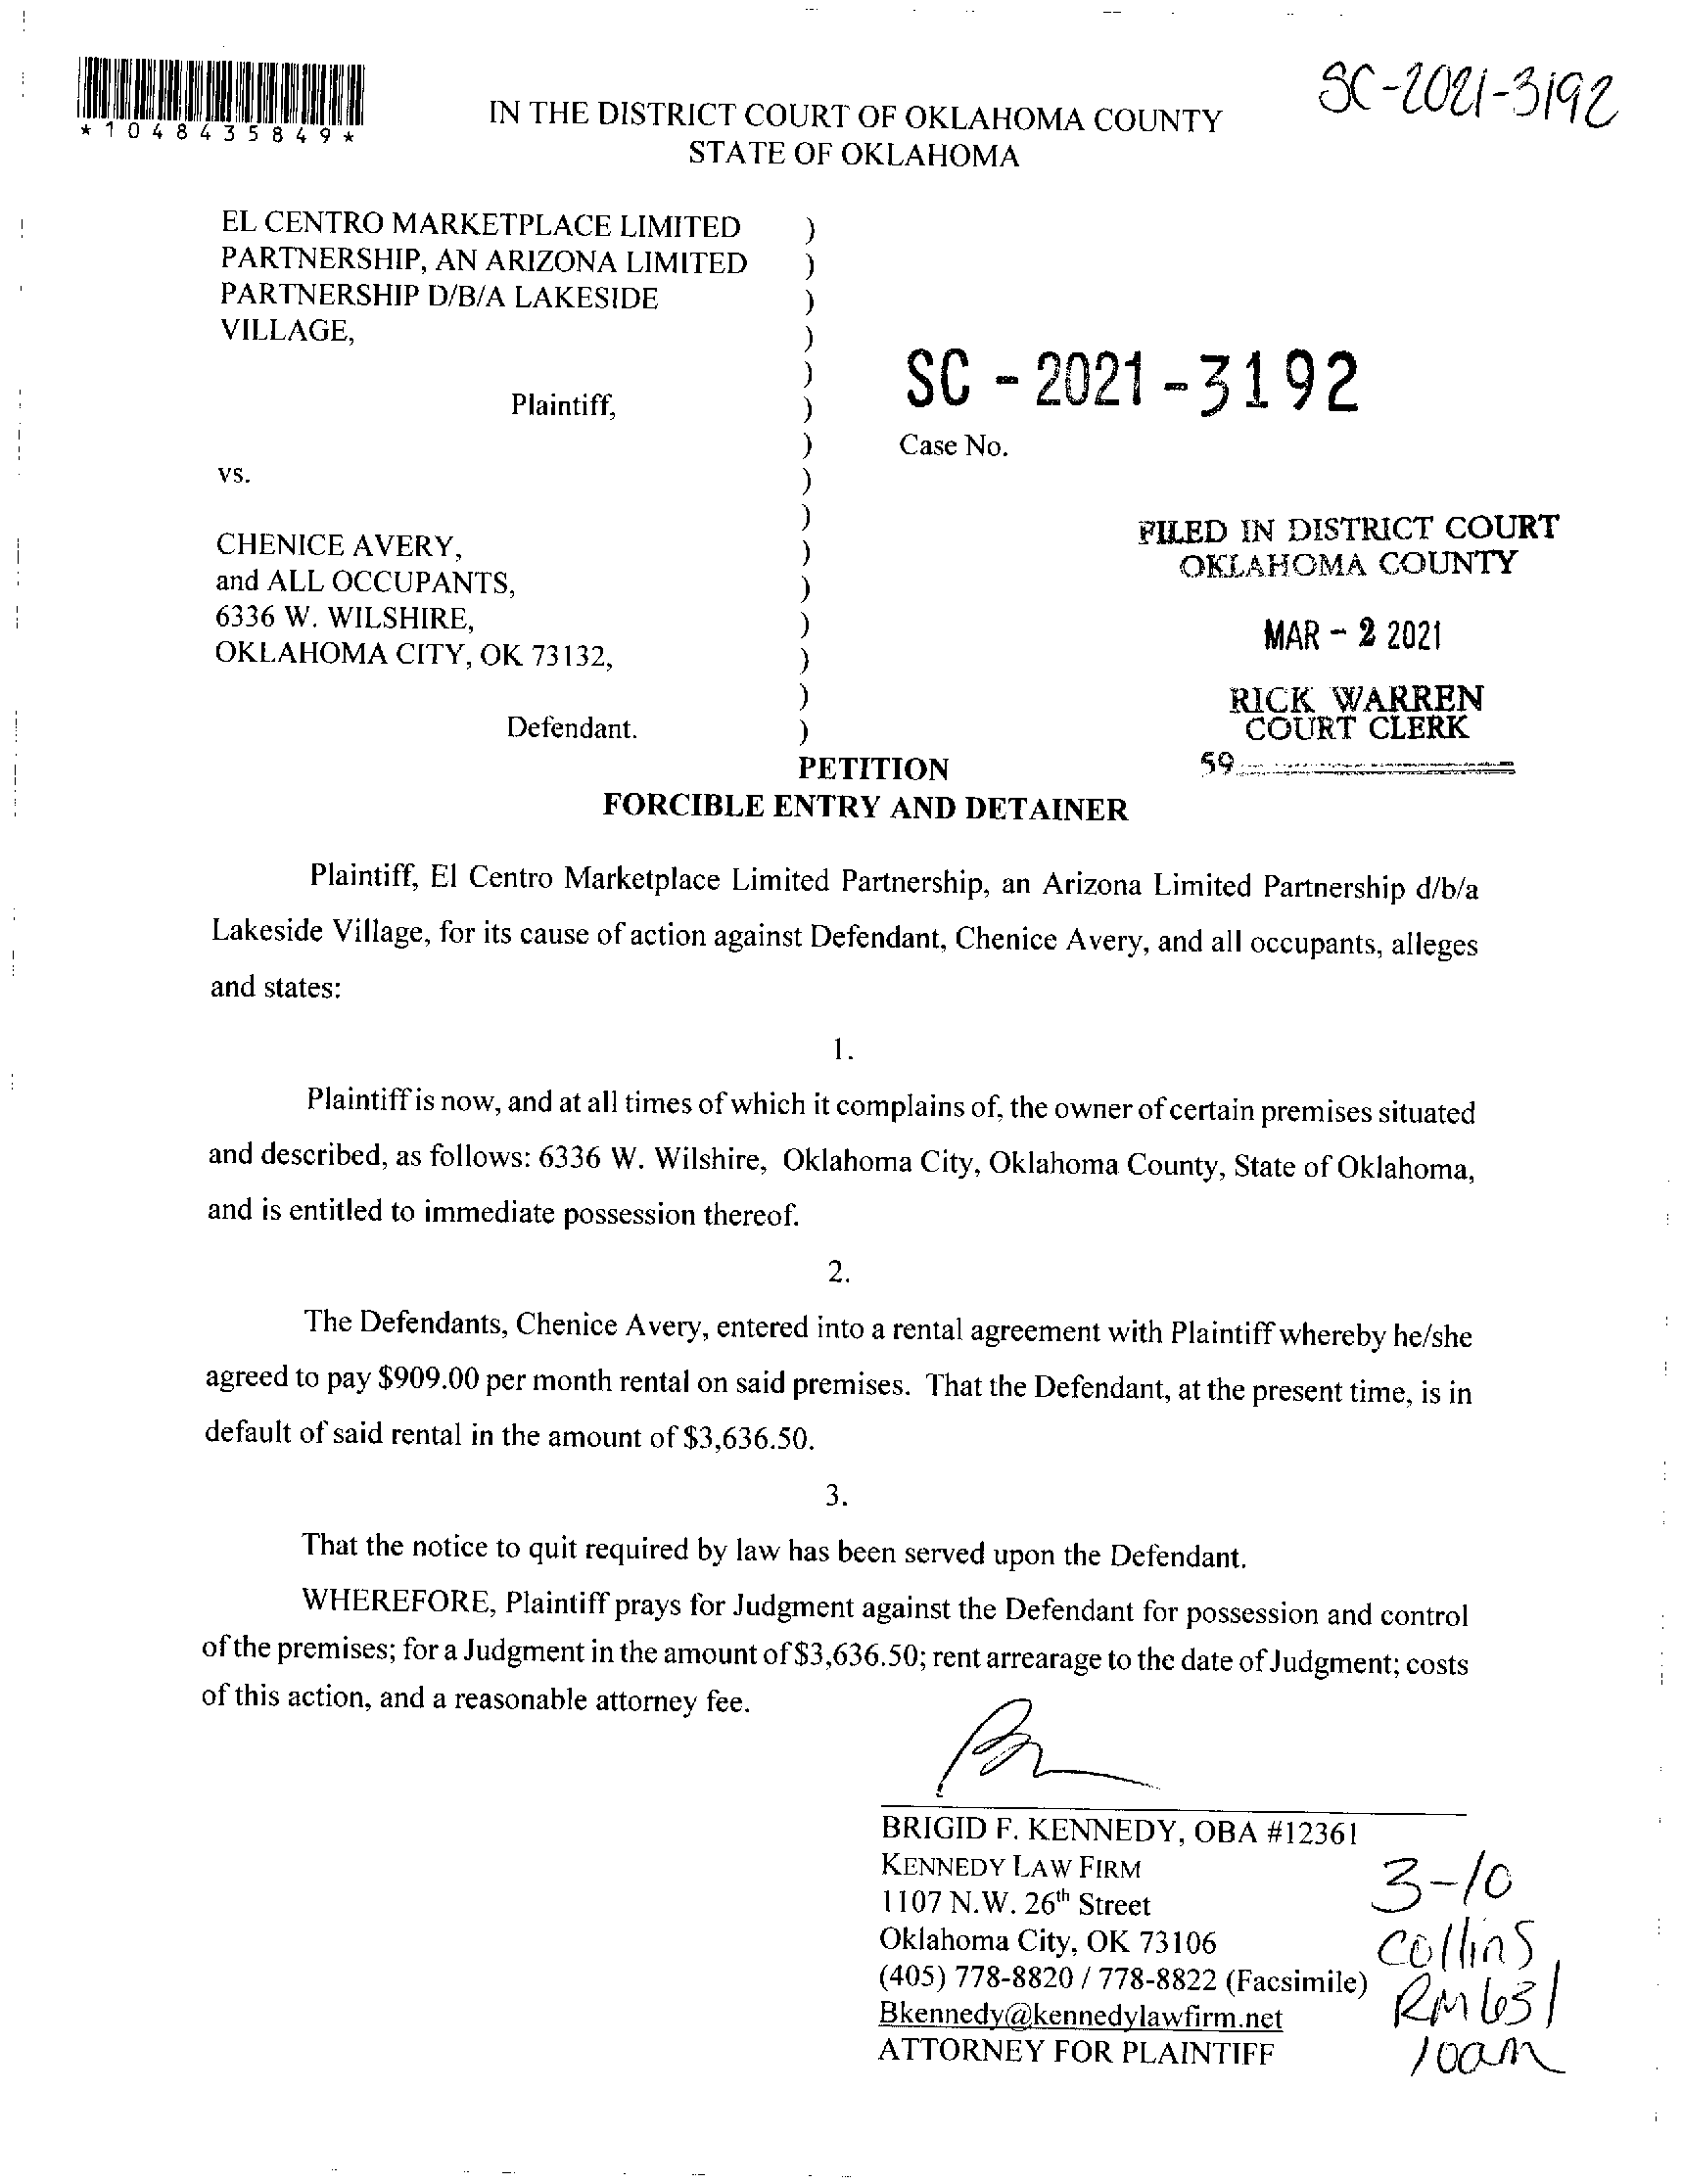 SC-2021-3192
*1048435849*
IN THE DISTRICT COURT OF OKLAHOMA COUNTY
STATE OF OKLAHOMA
EL CENTRO MARKETPLACE LIMITED )
PARTNERSHIP, AN ARIZONA LIMITED )
PARTNERSHIP D/B/A LAKESIDE )
VILLAGE, )
)
Plaintiff, )
SC - 2021 - 3192
) Case No.
vs. )
)
CHENICE AVERY, )
and ALL OCCUPANTS, )
6336 W. WILSHIRE, )
OKLAHOMA CITY, OK 73132, )
)
Defendant. )
FILED IN DISTRICT COURT
OKLAHOMA COUNTY
MAR - 2 2021
RICK WARREN
COURT CLERK
59
PETITION
FORCIBLE ENTRY AND DETAINER
Plaintiff, El Centro Marketplace Limited Partnership, an Arizona Limited Partnership d/b/a
Lakeside Village, for its cause of action against Defendant, Chenice Avery, and all occupants, alleges
and states:
1.
Plaintiff is now, and at all times of which it complains of, the owner of certain premises situated
and described, as follows: 6336 W. Wilshire, Oklahoma City, Oklahoma County, State of Oklahoma,
and is entitled to immediate possession thereof.
2.
The Defendants, Chenice Avery, entered into a rental agreement with Plaintiff whereby he/she
agreed to pay $909.00 per month rental on said premises. That the Defendant, at the present time, is in
default of said rental in the amount of $3,636.50.
3.
That the notice to quit required by law has been served upon the Defendant.
WHEREFORE, Plaintiff prays for Judgment against the Defendant for possession and control
of the premises; for a Judgment in the amount of $3,636.50; rent arrearage to the date of Judgment; costs
of this action, and a reasonable attorney fee.
BRIGID F. KENNEDY, OBA #12361
KENNEDY LAW FIRM
1107 N.W. 26th Street
Oklahoma City, OK 73106
(405) 778-8820 / 778-8822 (Facsimile)
Bkennedy@kennedylawfirm.net
ATTORNEY FOR PLAINTIFF
3-10
Collins
RM 631
10am